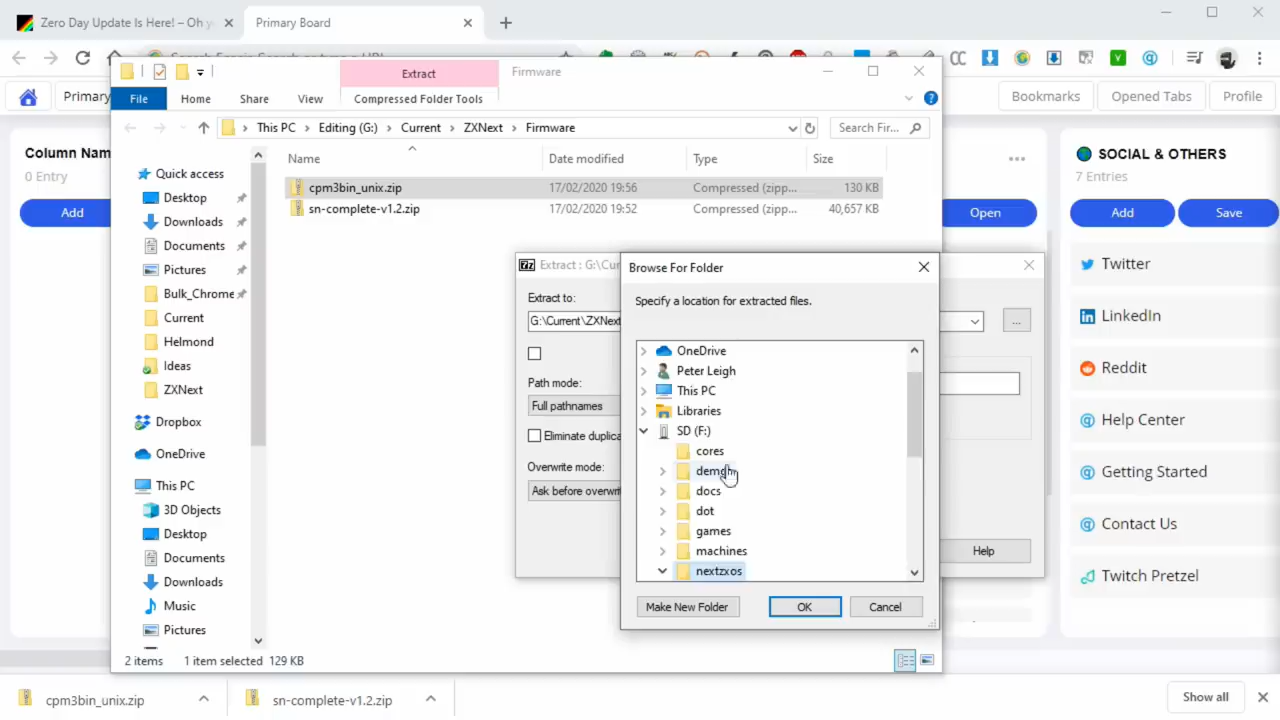 Zero Day Update Is Here! – Oh y
Primary Board
Primary
Bookmarks
Opened Tabs
Profile
Extract
Firmware
File
Home
Share
View
Compressed Folder Tools
This PC > Editing (G:) > Current > ZXNext > Firmware
Search Fir...
Name
Date modified
Type
Size
cpm3bin_unix.zip 17/02/2020 19:56 Compressed (zipp... 130 KB
sn-complete-v1.2.zip 17/02/2020 19:52 Compressed (zipp... 40,657 KB
Quick access
Desktop
Downloads
Documents
Pictures
Bulk_Chrome
Current
Helmond
Ideas
ZXNext
Dropbox
OneDrive
This PC
3D Objects
Desktop
Documents
Downloads
Music
Pictures
2 items 1 item selected 129 KB
Column Nam
0 Entry
Add
Extract : G:\Cur
Extract to:
G:\Current\ZXNext
...
Path mode:
Full pathnames
Eliminate duplica
Overwrite mode:
Ask before overwrit
Help
Browse For Folder
Specify a location for extracted files.
OneDrive
Peter Leigh
This PC
Libraries
SD (F:)
cores
demo
docs
dot
games
machines
nextzxos
Make New Folder
OK
Cancel
Open
SOCIAL & OTHERS
7 Entries
Add
Save
Twitter
LinkedIn
Reddit
Help Center
Getting Started
Contact Us
Twitch Pretzel
cpm3bin_unix.zip
sn-complete-v1.2.zip
Show all